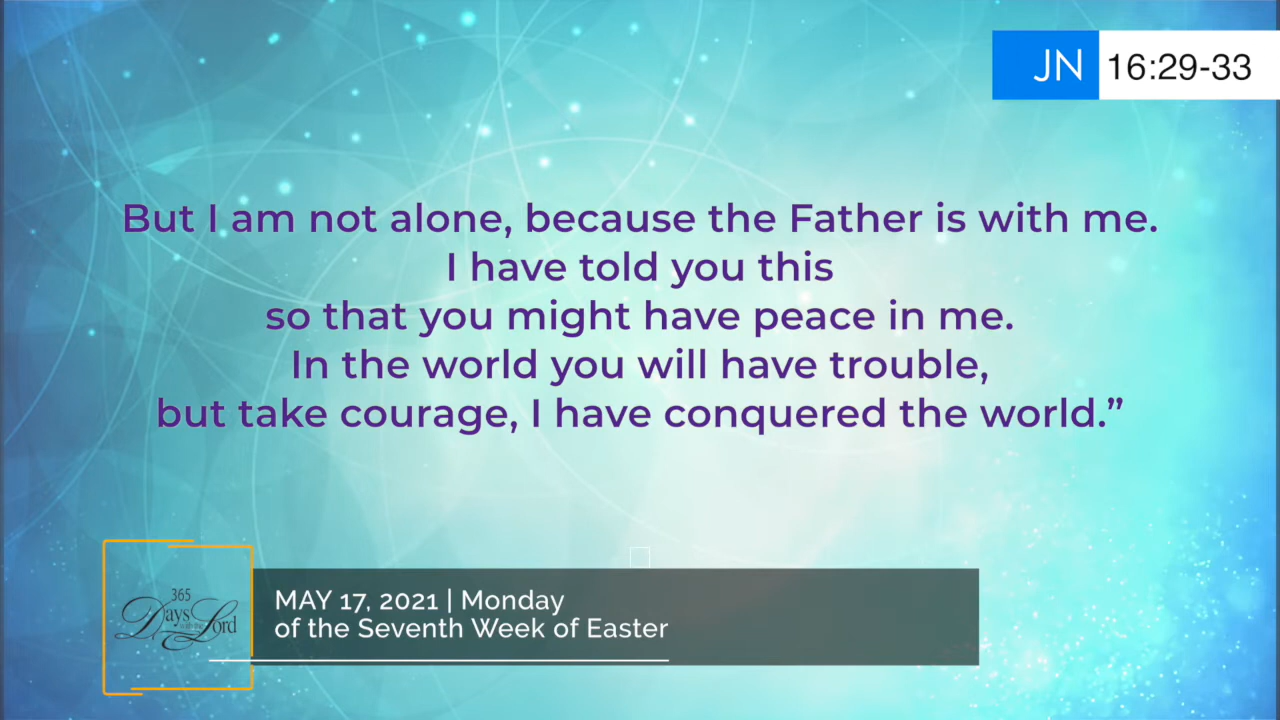 JN 16:29-33
But I am not alone, because the Father is with me.
I have told you this
so that you might have peace in me.
In the world you will have trouble,
but take courage, I have conquered the world.”
365
Days with the Lord
MAY 17, 2021 | Monday
of the Seventh Week of Easter